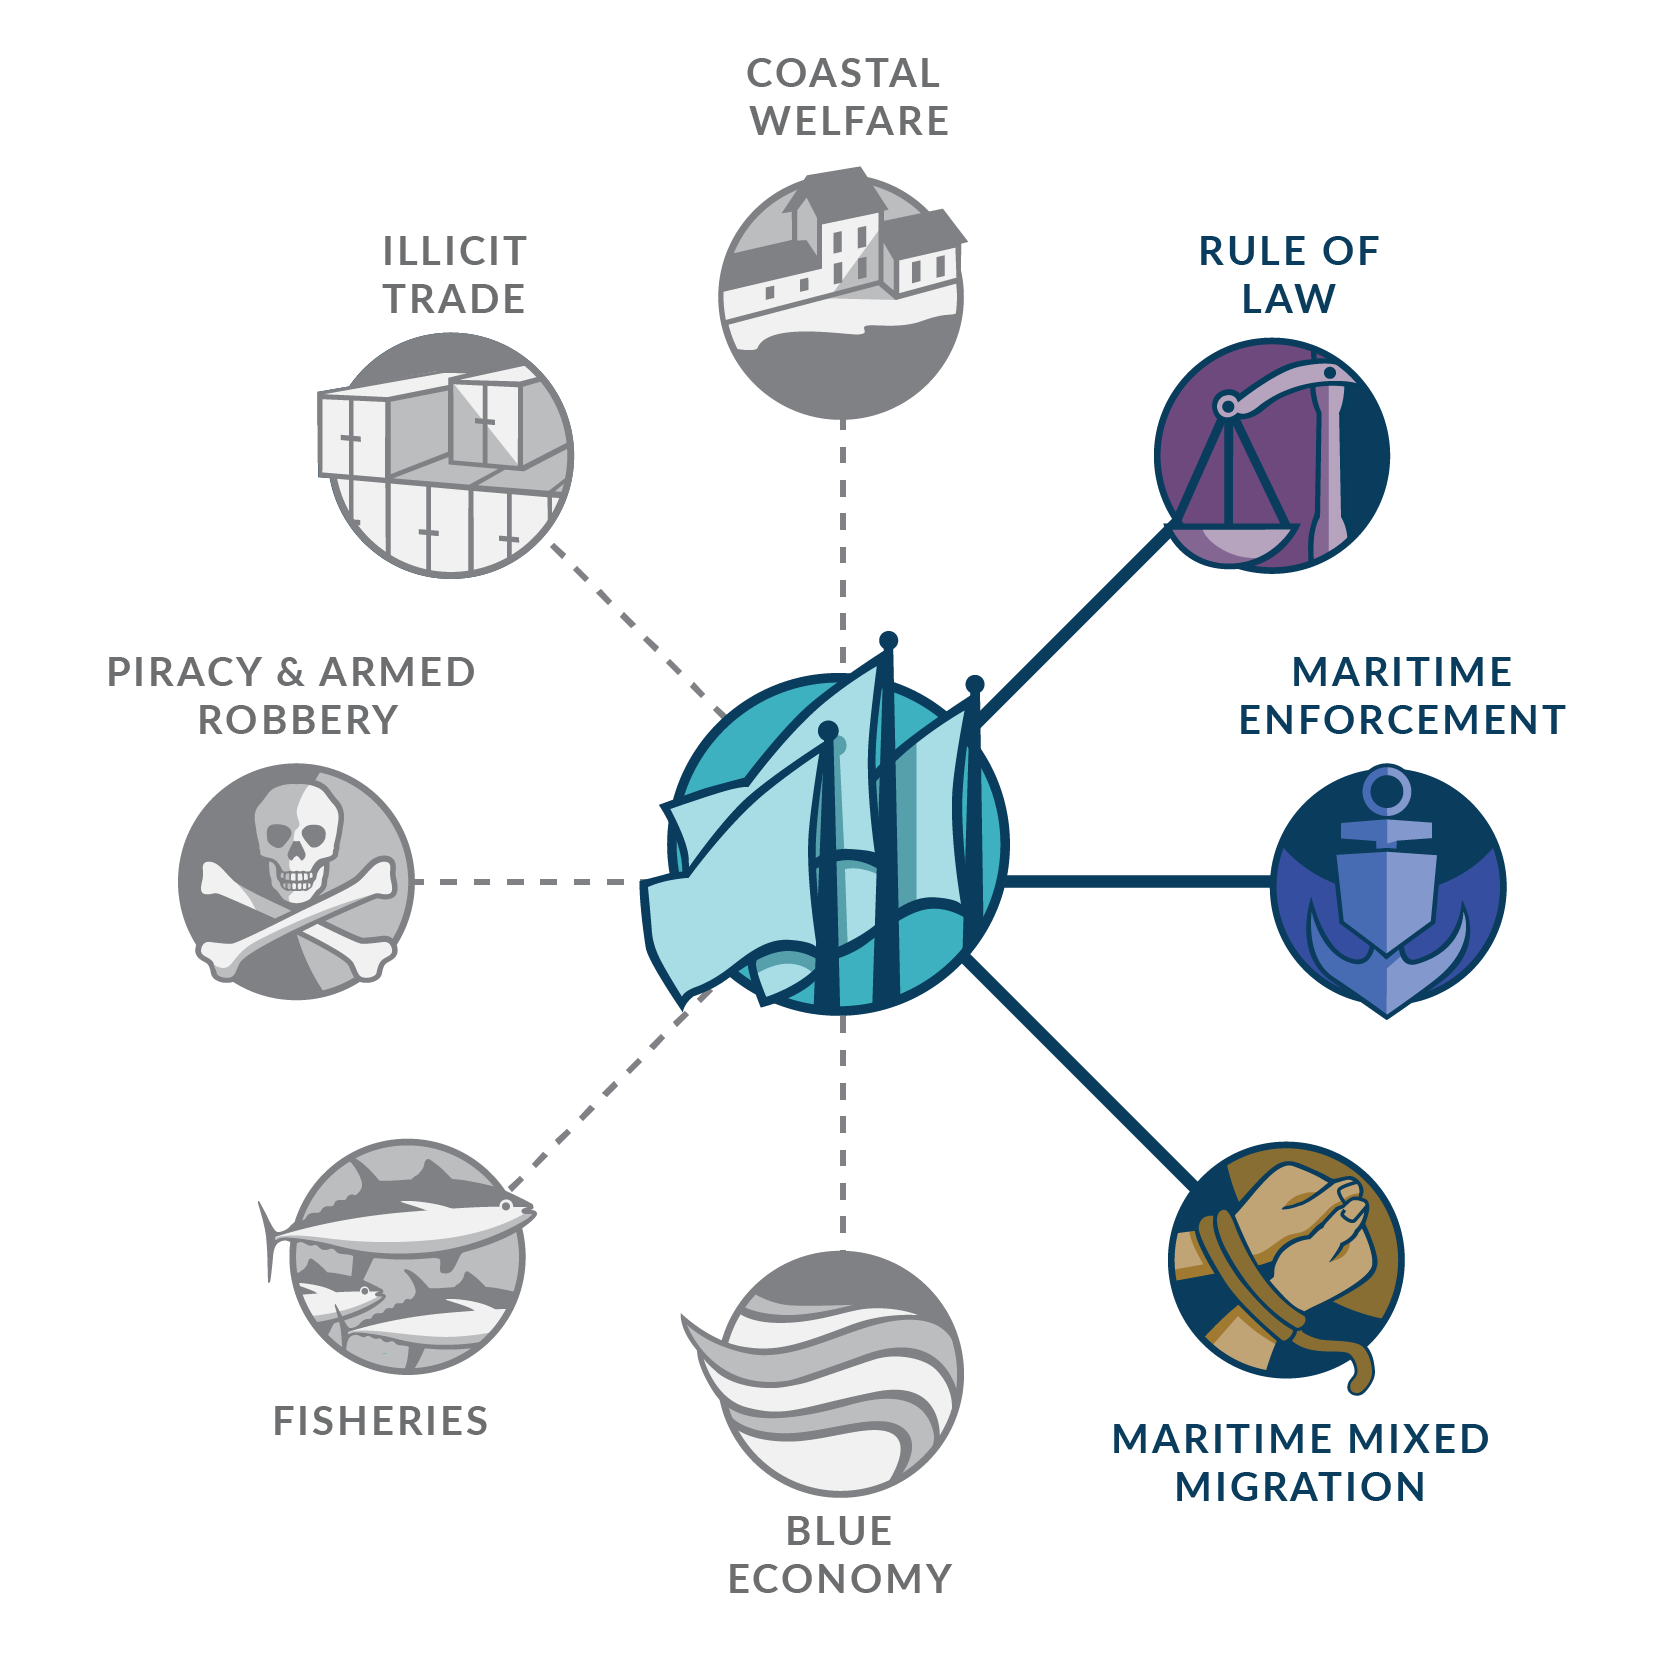 COASTAL
WELFARE
ILLICIT
TRADE
RULE OF
LAW
PIRACY & ARMED
ROBBERY
MARITIME
ENFORCEMENT
FISHERIES
MARITIME MIXED
MIGRATION
BLUE
ECONOMY